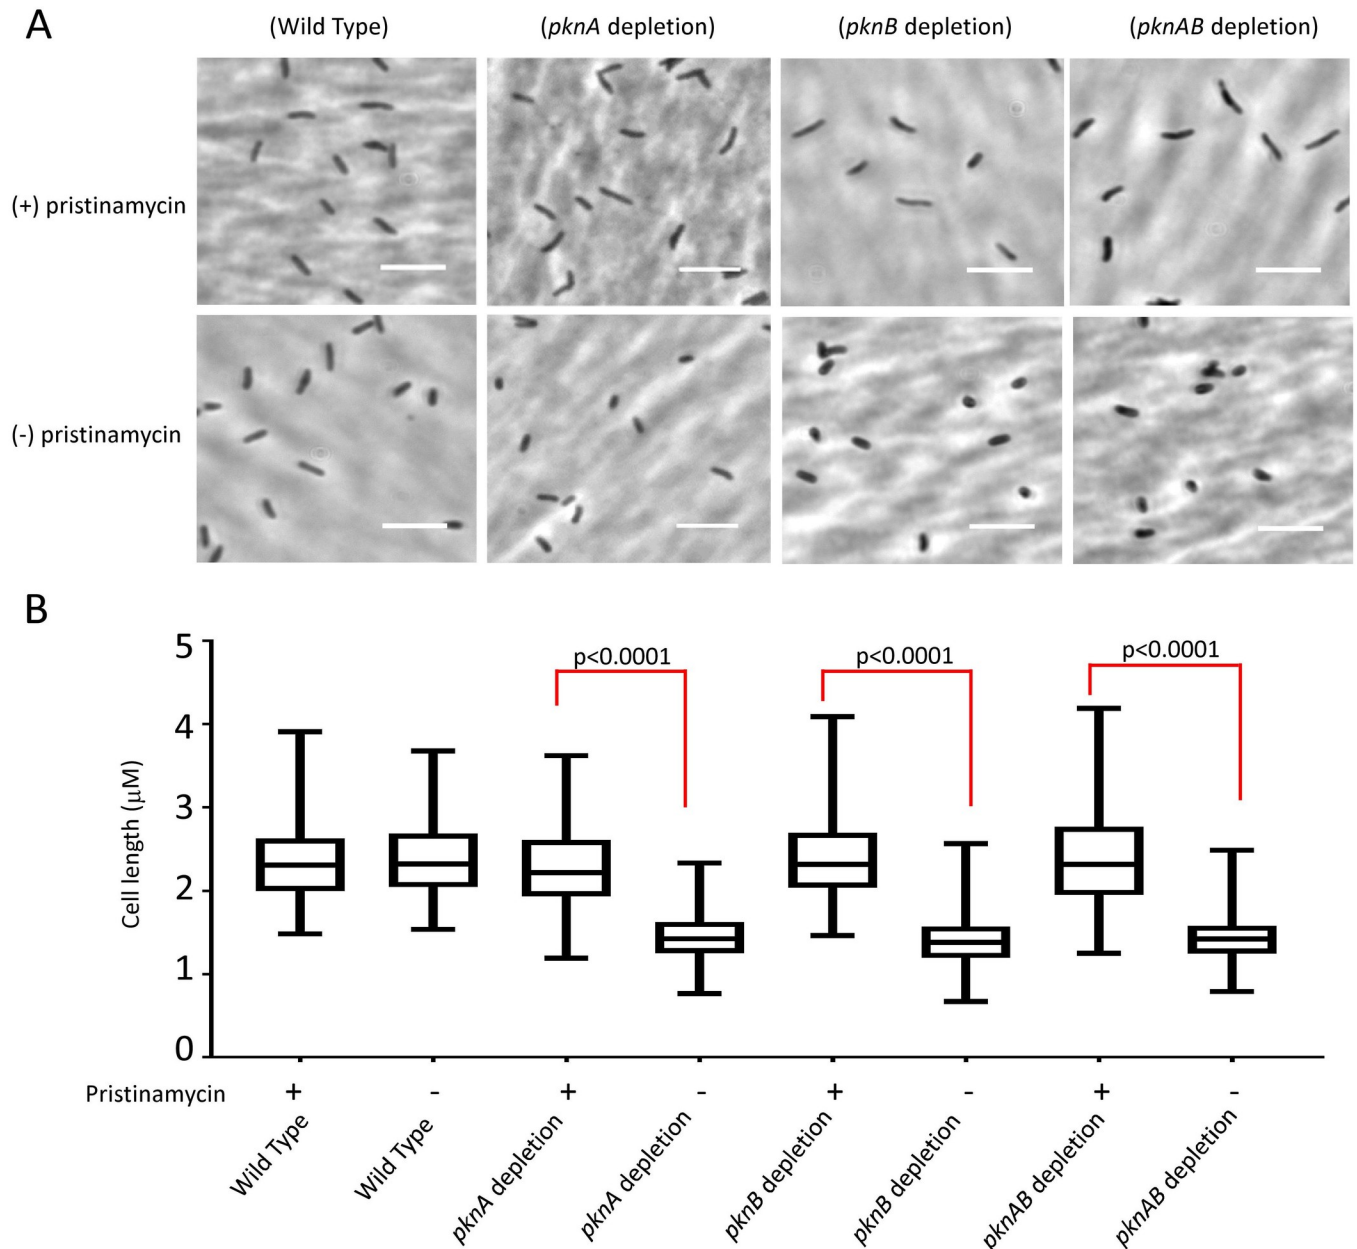 A
(Wild Type)
(pknA depletion)
(pknB depletion)
(pknAB depletion)
(+) pristinamycin
(-) pristinamycin
B
p<0.0001
p<0.0001
p<0.0001
Cell length (μM)
5
4
3
2
1
0
Pristinamycin + - + - + - + -
Wild Type
Wild Type
pknA depletion
pknA depletion
pknB depletion
pknB depletion
pknAB depletion
pknAB depletion